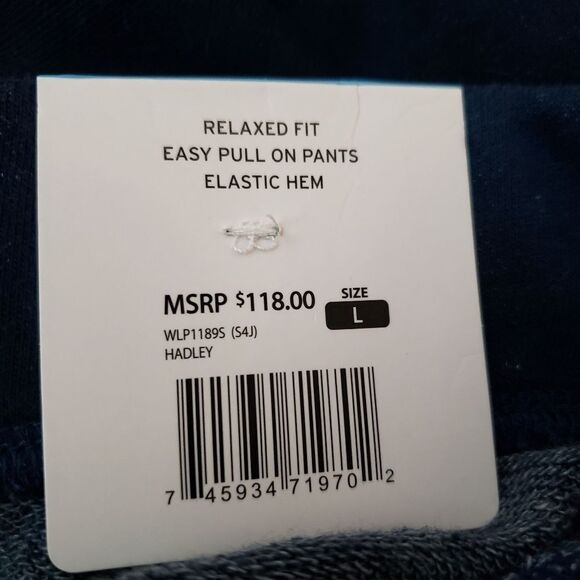 RELAXED FIT
EASY PULL ON PANTS
ELASTIC HEM
MSRP $118.00
SIZE
L
WLP1189S (S4J)
HADLEY
7 45934 71970 2